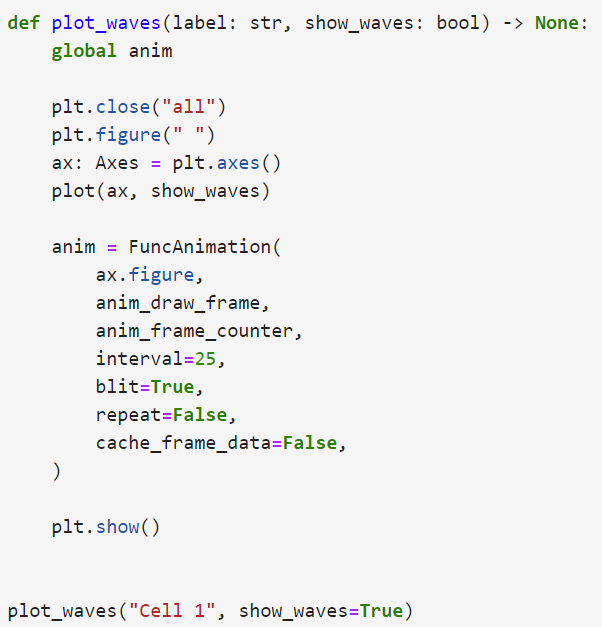 def plot_waves(label: str, show_waves: bool) -> None:
    global anim

    plt.close("all")
    plt.figure(" ")
    ax: Axes = plt.axes()
    plot(ax, show_waves)

    anim = FuncAnimation(
        ax.figure,
        anim_draw_frame,
        anim_frame_counter,
        interval=25,
        blit=True,
        repeat=False,
        cache_frame_data=False,
    )

    plt.show()


plot_waves("Cell 1", show_waves=True)